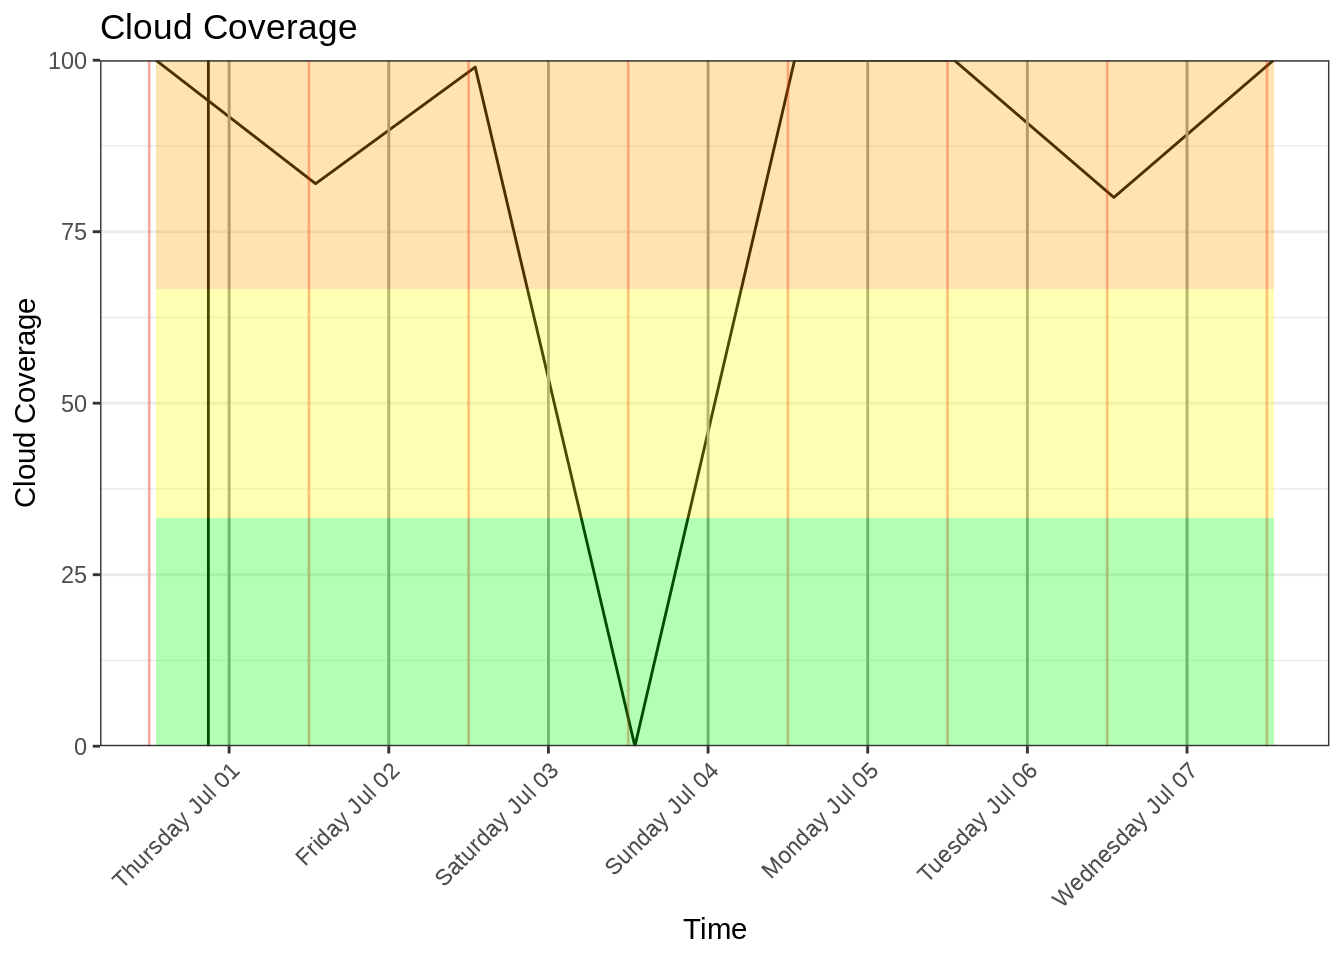 Cloud Coverage
Cloud Coverage
100
75
50
25
0
Thursday Jul 01
Friday Jul 02
Saturday Jul 03
Sunday Jul 04
Monday Jul 05
Tuesday Jul 06
Wednesday Jul 07
Time